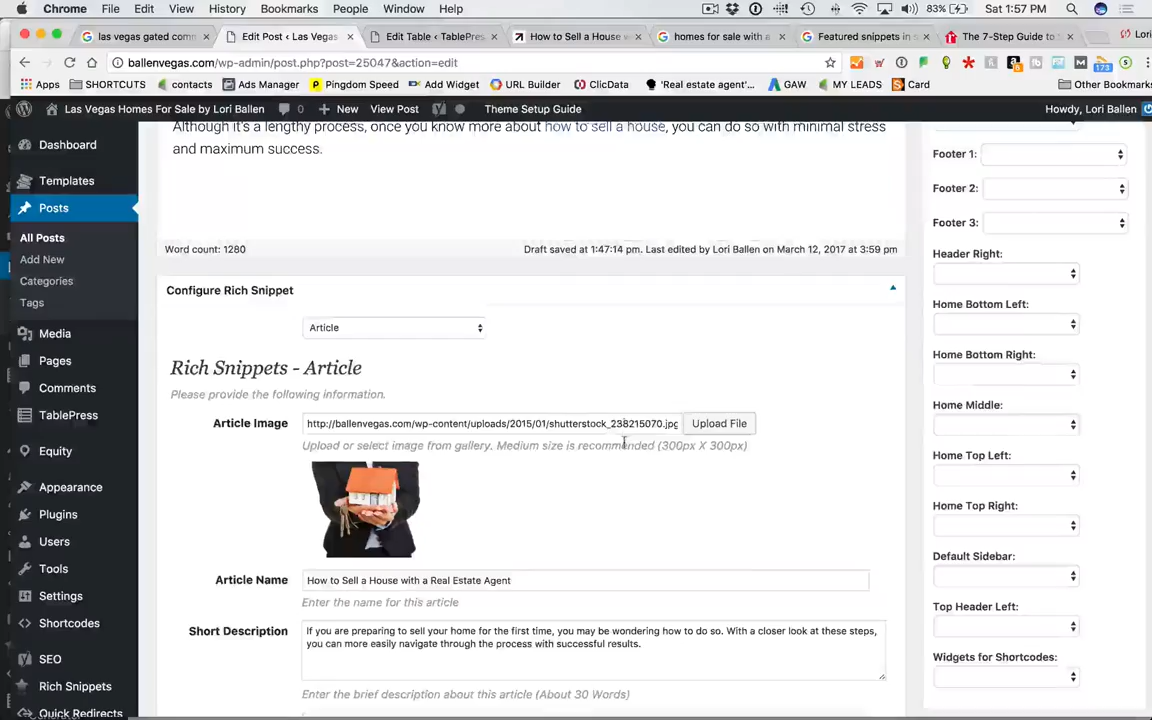 Chrome File Edit View History Bookmarks People Window Help 83% Sat 1:57 PM
las vegas gated comm Edit Post ‹ Las Vegas Edit Table ‹ TablePres How to Sell a House w homes for sale with a Featured snippets in s The 7-Step Guide to Lori
ballenvegas.com/wp-admin/post.php?post=25047&action=edit 173
Apps SHORTCUTS contacts Ads Manager Pingdom Speed Add Widget URL Builder ClicData 'Real estate agent'... GAW MY LEADS Card Other Bookmarks
Las Vegas Homes For Sale by Lori Ballen 0 New View Post Theme Setup Guide Howdy, Lori Ballen
Dashboard
Templates
Posts
All Posts
Add New
Categories
Tags
Media
Pages
Comments
TablePress
Equity
Appearance
Plugins
Users
Tools
Settings
Shortcodes
SEO
Rich Snippets
Quick Redirects
Although it's a lengthy process, once you know more about how to sell a house, you can do so with minimal stress
and maximum success.
Word count: 1280 Draft saved at 1:47:14 pm. Last edited by Lori Ballen on March 12, 2017 at 3:59 pm
Configure Rich Snippet
Article
Rich Snippets - Article
Please provide the following information.
Article Image http://ballenvegas.com/wp-content/uploads/2015/01/shutterstock_238215070.jpg Upload File
Upload or select image from gallery. Medium size is recommended (300px X 300px)
Article Name How to Sell a House with a Real Estate Agent
Enter the name for this article
Short Description If you are preparing to sell your home for the first time, you may be wondering how to do so. With a closer look at these steps,
you can more easily navigate through the process with successful results.
Enter the brief description about this article (About 30 Words)
Footer 1:
Footer 2:
Footer 3:
Header Right:
Home Bottom Left:
Home Bottom Right:
Home Middle:
Home Top Left:
Home Top Right:
Default Sidebar:
Top Header Left:
Widgets for Shortcodes: